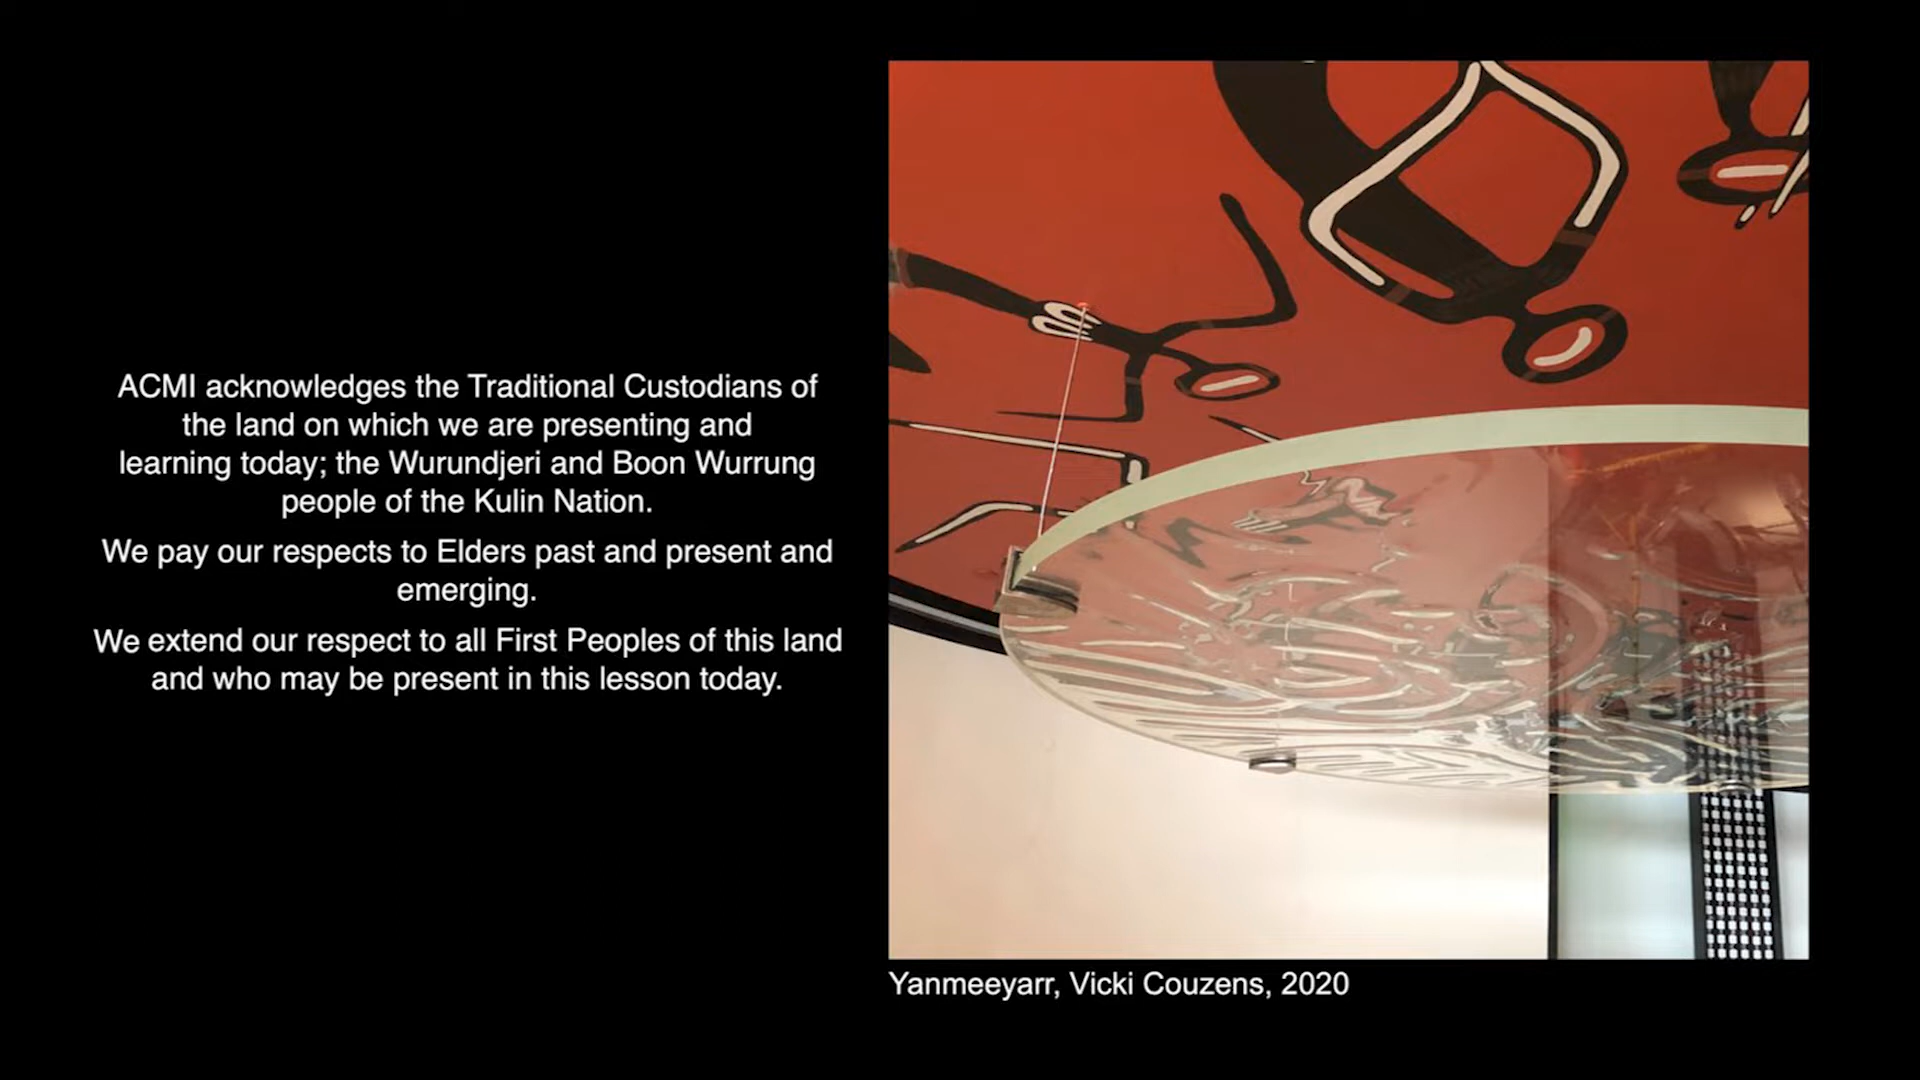 ACMI acknowledges the Traditional Custodians of
the land on which we are presenting and
learning today; the Wurundjeri and Boon Wurrung
people of the Kulin Nation.
We pay our respects to Elders past and present and
emerging.
We extend our respect to all First Peoples of this land
and who may be present in this lesson today.
Yanmeeyarr, Vicki Couzens, 2020